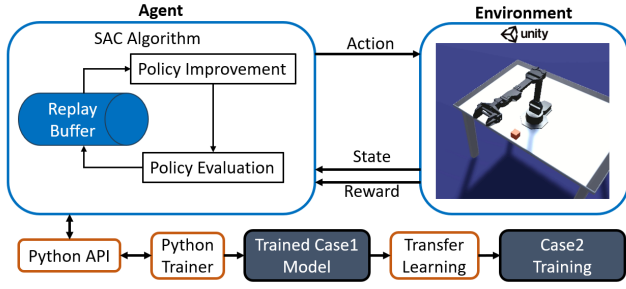 Agent
Environment
SAC Algorithm
Policy Improvement
Replay
Buffer
Policy Evaluation
Action
unity
State
Reward
Python API
Python
Trainer
Trained Case1
Model
Transfer
Learning
Case2
Training